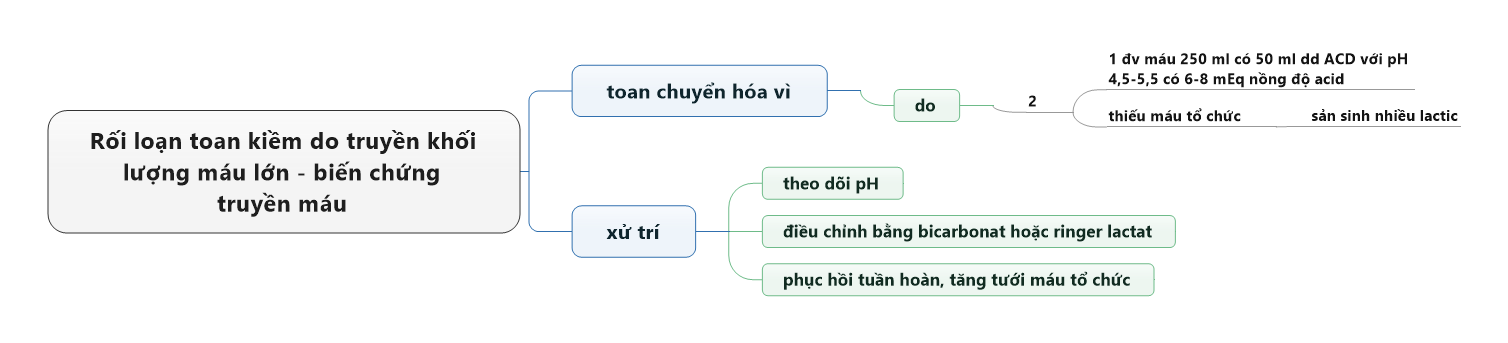 Rối loạn toan kiềm do truyền khối
lượng máu lớn - biến chứng
truyền máu
toan chuyển hóa vì
do
2
1 đv máu 250 ml có 50 ml dd ACD với pH
4,5-5,5 có 6-8 mEq nồng độ acid
thiếu máu tổ chức
sản sinh nhiều lactic
xử trí
theo dõi pH
điều chỉnh bằng bicarbonat hoặc ringer lactat
phục hồi tuần hoàn, tăng tưới máu tổ chức